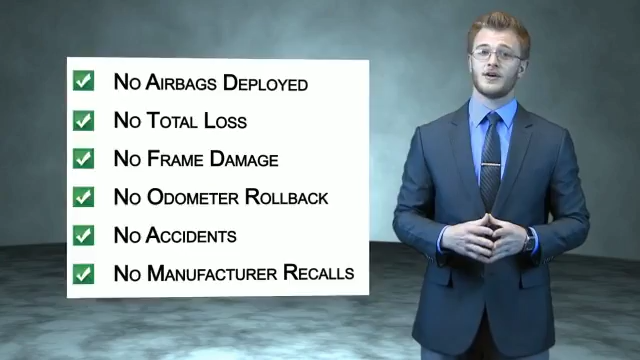 No Airbags Deployed
No Total Loss
No Frame Damage
No Odometer Rollback
No Accidents
No Manufacturer Recalls